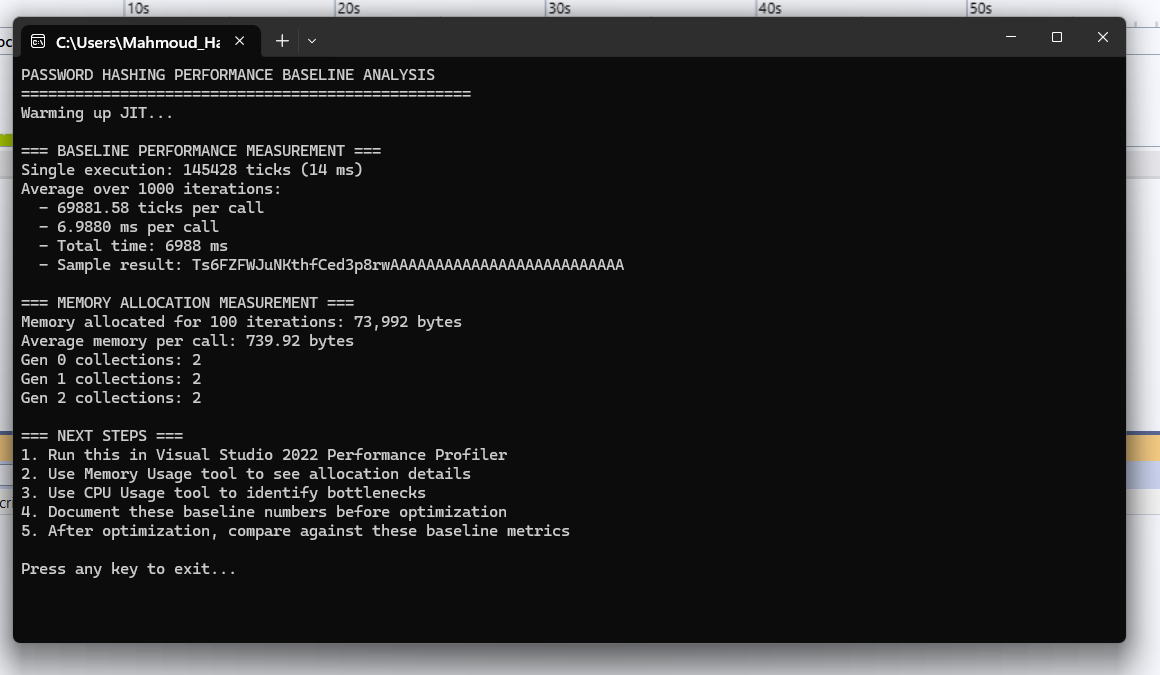 10s 20s 30s 40s 50s
C:\Users\Mahmoud_Ha
PASSWORD HASHING PERFORMANCE BASELINE ANALYSIS
==================================================
Warming up JIT...
=== BASELINE PERFORMANCE MEASUREMENT ===
Single execution: 145428 ticks (14 ms)
Average over 1000 iterations:
- 69881.58 ticks per call
- 6.9880 ms per call
- Total time: 6988 ms
- Sample result: Ts6FZFWJuNKthfCed3p8rwAAAAAAAAAAAAAAAAAAAAAAAAAA
=== MEMORY ALLOCATION MEASUREMENT ===
Memory allocated for 100 iterations: 73,992 bytes
Average memory per call: 739.92 bytes
Gen 0 collections: 2
Gen 1 collections: 2
Gen 2 collections: 2
=== NEXT STEPS ===
1. Run this in Visual Studio 2022 Performance Profiler
2. Use Memory Usage tool to see allocation details
3. Use CPU Usage tool to identify bottlenecks
4. Document these baseline numbers before optimization
5. After optimization, compare against these baseline metrics
Press any key to exit...